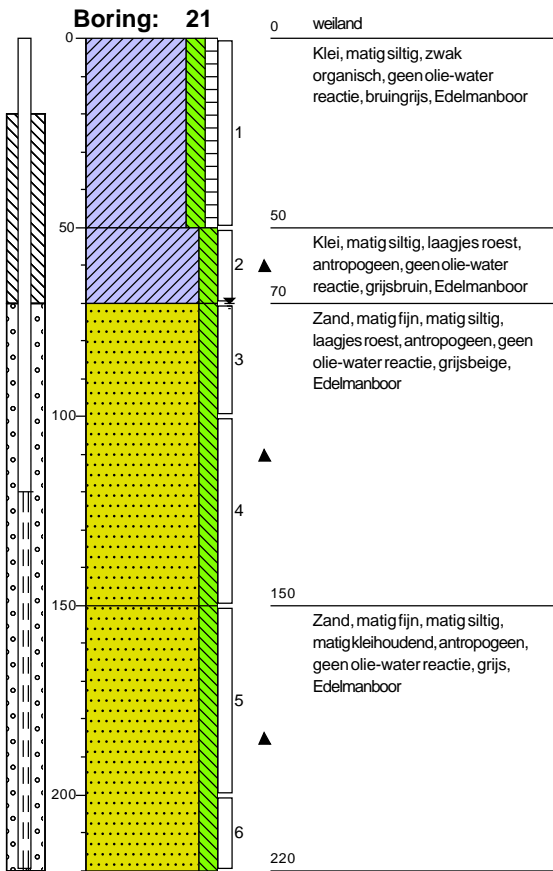 Boring: 21
0
50
100
150
200
1
2
3
4
5
6
0 weiland
Klei, matig siltig, zwak
organisch, geen olie-water
reactie, bruingrijs, Edelmanboor
50
Klei, matig siltig, laagjes roest,
antropogeen, geen olie-water
reactie, grijsbruin, Edelmanboor
70
Zand, matig fijn, matig siltig,
laagjes roest, antropogeen, geen
olie-water reactie, grijsbeige,
Edelmanboor
150
Zand, matig fijn, matig siltig,
matig kleihoudend, antropogeen,
geen olie-water reactie, grijs,
Edelmanboor
220